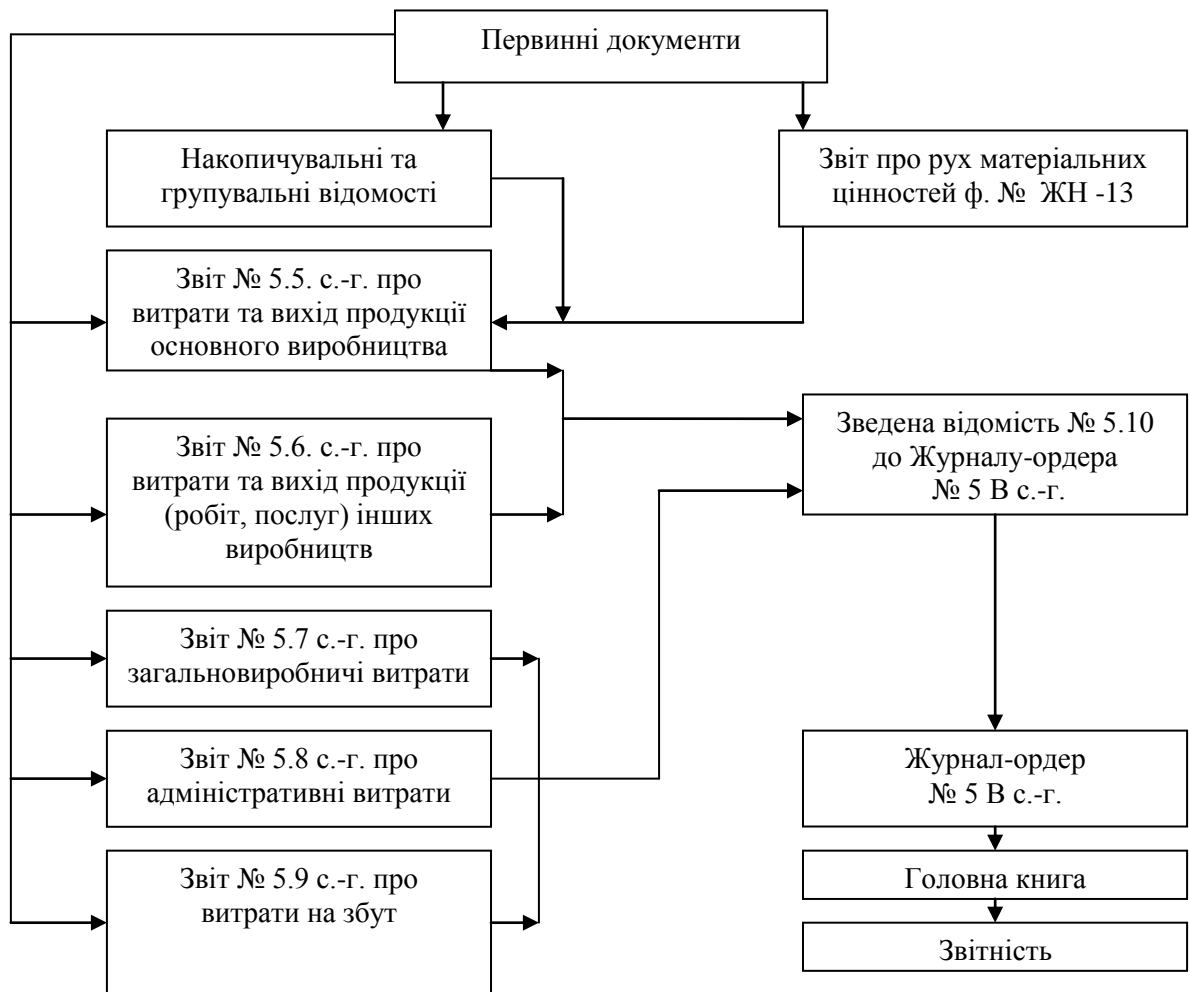 Первинні документи
Накопичувальні та
групувальні відомості
Звіт про рух матеріальних
цінностей ф. № ЖН -13
Звіт № 5.5. с.-г. про
витрати та вихід продукції
основного виробництва
Звіт № 5.6. с.-г. про
витрати та вихід продукції
(робіт, послуг) інших
виробництв
Зведена відомість № 5.10
до Журналу-ордера
№ 5 В с.-г.
Звіт № 5.7 с.-г. про
загальновиробничі витрати
Звіт № 5.8 с.-г. про
адміністративні витрати
Журнал-ордер
№ 5 В с.-г.
Звіт № 5.9 с.-г. про
витрати на збут
Головна книга
Звітність